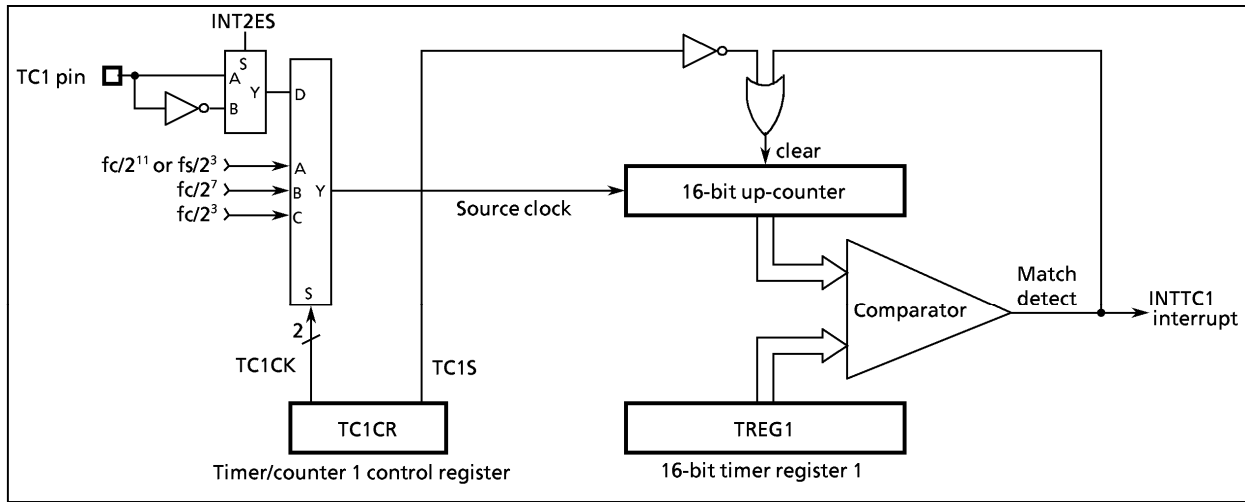 INT2ES
TC1 pin
S
A
Y
B
D
fc/2¹¹ or fs/2³
A
fc/2⁷
B
Y
fc/2³
C
S
2
TC1CK
TC1S
Source clock
clear
16-bit up-counter
Comparator
Match
detect
INTTC1
interrupt
TC1CR
Timer/counter 1 control register
TREG1
16-bit timer register 1